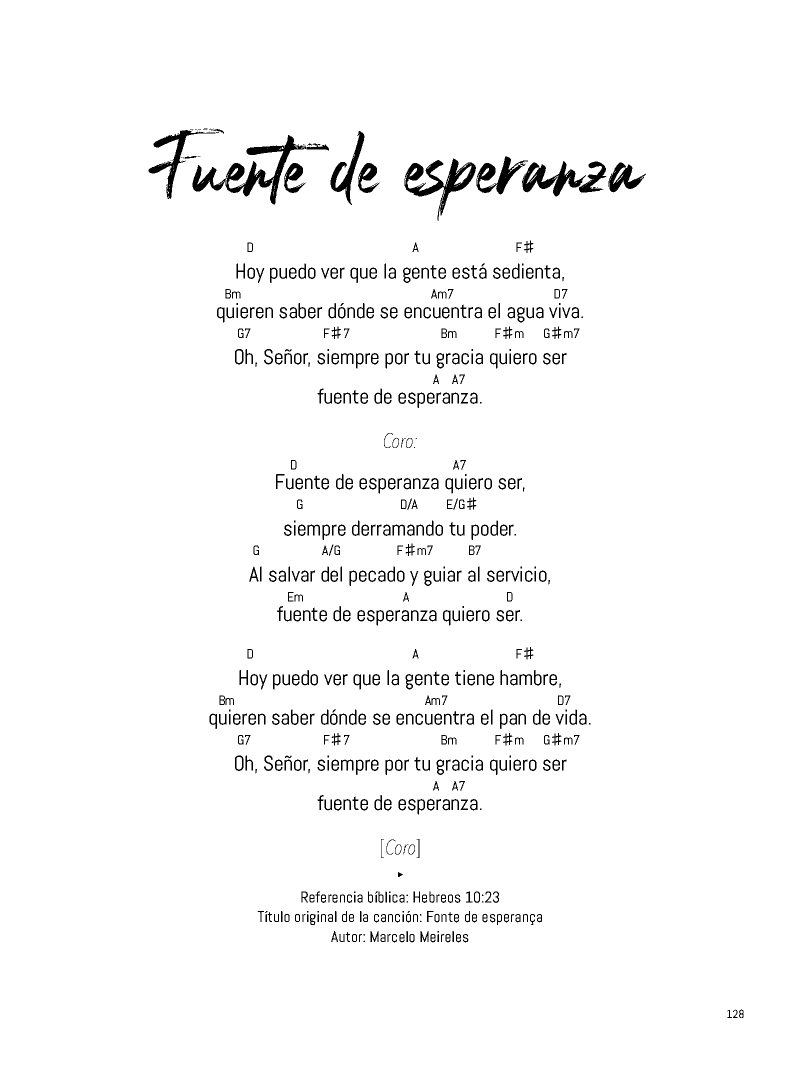 Fuente de esperanza
D A F♯
Hoy puedo ver que la gente está sedienta,
Bm Am7 D7
quieren saber dónde se encuentra el agua viva.
G7 F♯7 Bm F♯m G♯m7
Oh, Señor, siempre por tu gracia quiero ser
A A7
fuente de esperanza.
Coro:
D A7
Fuente de esperanza quiero ser,
G D/A E/G♯
siempre derramando tu poder.
G A/G F♯m7 B7
Al salvar del pecado y guiar al servicio,
Em A D
fuente de esperanza quiero ser.
D A F♯
Hoy puedo ver que la gente tiene hambre,
Bm Am7 D7
quieren saber dónde se encuentra el pan de vida.
G7 F♯7 Bm F♯m G♯m7
Oh, Señor, siempre por tu gracia quiero ser
A A7
fuente de esperanza.
[Coro]
Referencia bíblica: Hebreos 10:23
Título original de la canción: Fonte de esperança
Autor: Marcelo Meireles
128